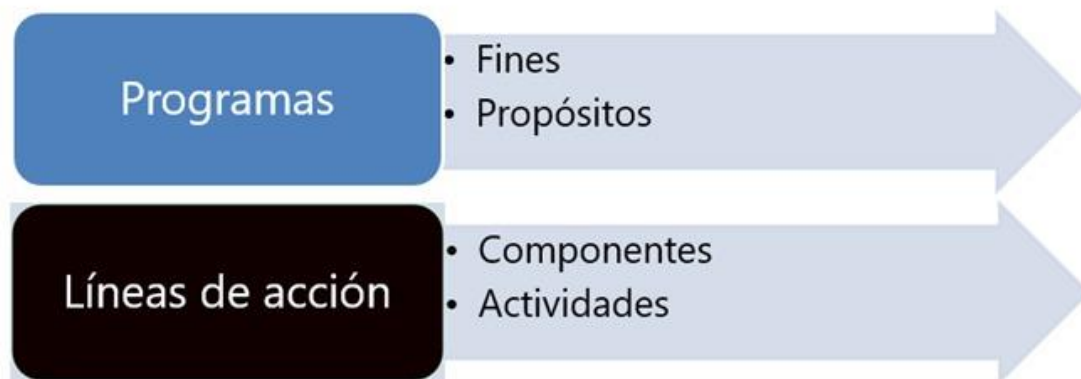 Programas
• Fines
• Propósitos
Líneas de acción
• Componentes
• Actividades